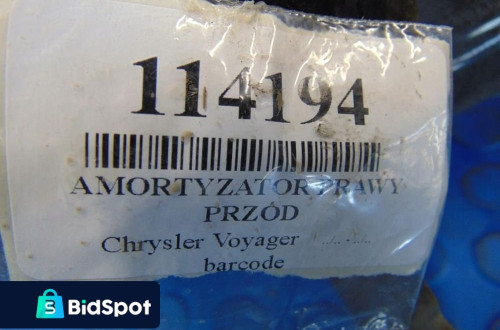 114194
AMORTYZATOR PRAWY
PRZÓD
Chrysler Voyager ../.. - ../..
barcode
BidSpot